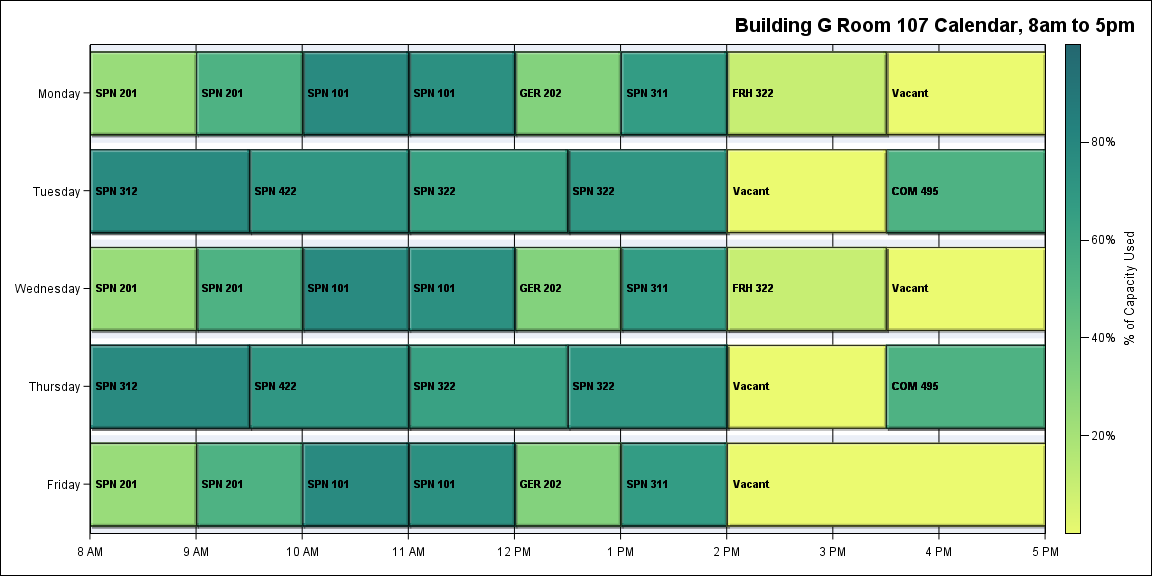 Building G Room 107 Calendar, 8am to 5pm
Monday
SPN 201
SPN 201
SPN 101
SPN 101
GER 202
SPN 311
FRH 322
Vacant
Tuesday
SPN 312
SPN 422
SPN 322
SPN 322
Vacant
COM 495
Wednesday
SPN 201
SPN 201
SPN 101
SPN 101
GER 202
SPN 311
FRH 322
Vacant
Thursday
SPN 312
SPN 422
SPN 322
SPN 322
Vacant
COM 495
Friday
SPN 201
SPN 201
SPN 101
SPN 101
GER 202
SPN 311
Vacant
8 AM
9 AM
10 AM
11 AM
12 PM
1 PM
2 PM
3 PM
4 PM
5 PM
80%
60%
40%
20%
% of Capacity Used